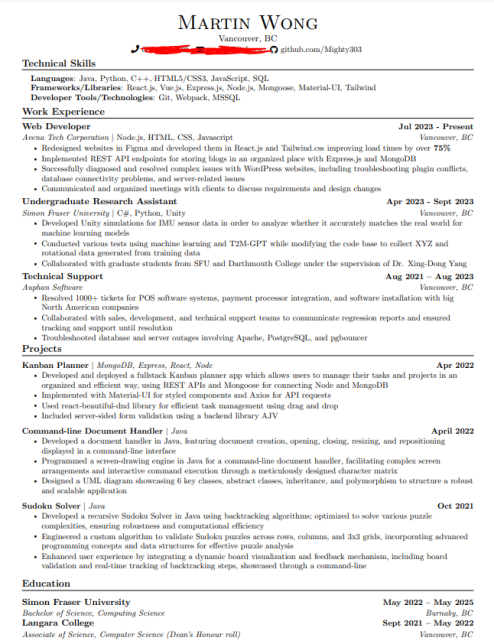 Martin Wong
Vancouver, BC
github.com/Mighty303
Technical Skills
Languages: Java, Python, C++, HTML5/CSS3, JavaScript, SQL
Frameworks/Libraries: React.js, Vue.js, Express.js, Node.js, Mongoose, Material-UI, Tailwind
Developer Tools/Technologies: Git, Webpack, MSSQL
Work Experience
Web Developer Jul 2023 - Present
Avena Tech Corporation | Node.js, HTML, CSS, Javascript Vancouver, BC
• Redesigned websites in Figma and developed them in React.js and Tailwind.css improving load times by over 75%
• Implemented REST API endpoints for storing blogs in an organized place with Express.js and MongoDB
• Successfully diagnosed and resolved complex issues with WordPress websites, including troubleshooting plugin conflicts,
database connectivity problems, and server-related issues
• Communicated and organized meetings with clients to discuss requirements and design changes
Undergraduate Research Assistant Apr 2023 - Sept 2023
Simon Fraser University | C#, Python, Unity Vancouver, BC
• Developed Unity simulations for IMU sensor data in order to analyze whether it accurately matches the real world for
machine learning models
• Conducted various tests using machine learning and T2M-GPT while modifying the code base to collect XYZ and
rotational data generated from training data
• Collaborated with graduate students from SFU and Darthmouth College under the supervision of Dr. Xing-Dong Yang
Technical Support Aug 2021 – Aug 2023
Auphan Software Vancouver, BC
• Resolved 1000+ tickets for POS software systems, payment processor integration, and software installation with big
North American companies
• Collaborated with sales, development, and technical support teams to communicate regression reports and ensured
tracking and support until resolution
• Troubleshooted database and server outages involving Apache, PostgreSQL, and pgbouncer
Projects
Kanban Planner | MongoDB, Express, React, Node Apr 2022
• Developed and deployed a fullstack Kanban planner app which allows users to manage their tasks and projects in an
organized and efficient way, using REST APIs and Mongoose for connecting Node and MongoDB
• Implemented with Material-UI for styled components and Axios for API requests
• Used react-beautiful-dnd library for efficient task management using drag and drop
• Included server-sided form validation using a backend library AJV
Command-line Document Handler | Java April 2022
• Developed a document handler in Java, featuring document creation, opening, closing, resizing, and repositioning
displayed in a command-line interface
• Programmed a screen-drawing engine in Java for a command-line document handler, facilitating complex screen
arrangements and interactive command execution through a meticulously designed character matrix
• Designed a UML diagram showcasing 6 key classes, abstract classes, inheritance, and polymorphism to structure a robust
and scalable application
Sudoku Solver | Java Oct 2021
• Developed a recursive Sudoku Solver in Java using backtracking algorithms; optimized to solve various puzzle
complexities, ensuring robustness and computational efficiency
• Engineered a custom algorithm to validate Sudoku puzzles across rows, columns, and 3x3 grids, incorporating advanced
programming concepts and data structures for effective puzzle analysis
• Enhanced user experience by integrating a dynamic board visualization and feedback mechanism, including board
validation and real-time tracking of backtracking steps, showcased through a command-line
Education
Simon Fraser University May 2022 – May 2025
Bachelor of Science, Computing Science Burnaby, BC
Langara College Sept 2021 – May 2022
Associate of Science, Computer Science (Dean's Honour roll) Vancouver, BC